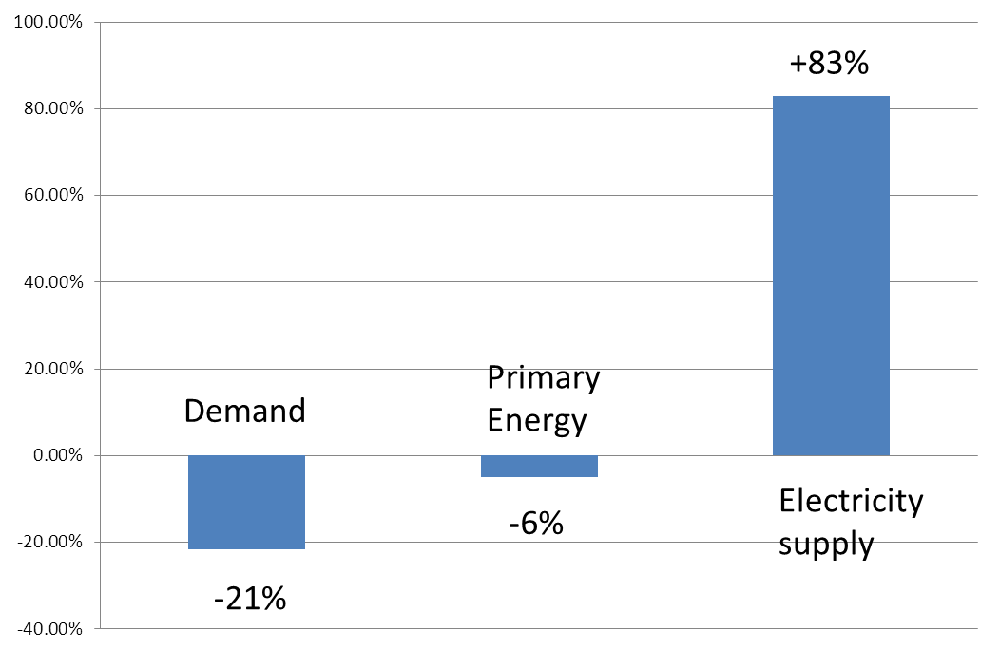 100.00%
+83%
80.00%
60.00%
40.00%
20.00%
Primary
Energy
Demand
0.00%
Electricity
supply
-6%
-20.00%
-21%
-40.00%